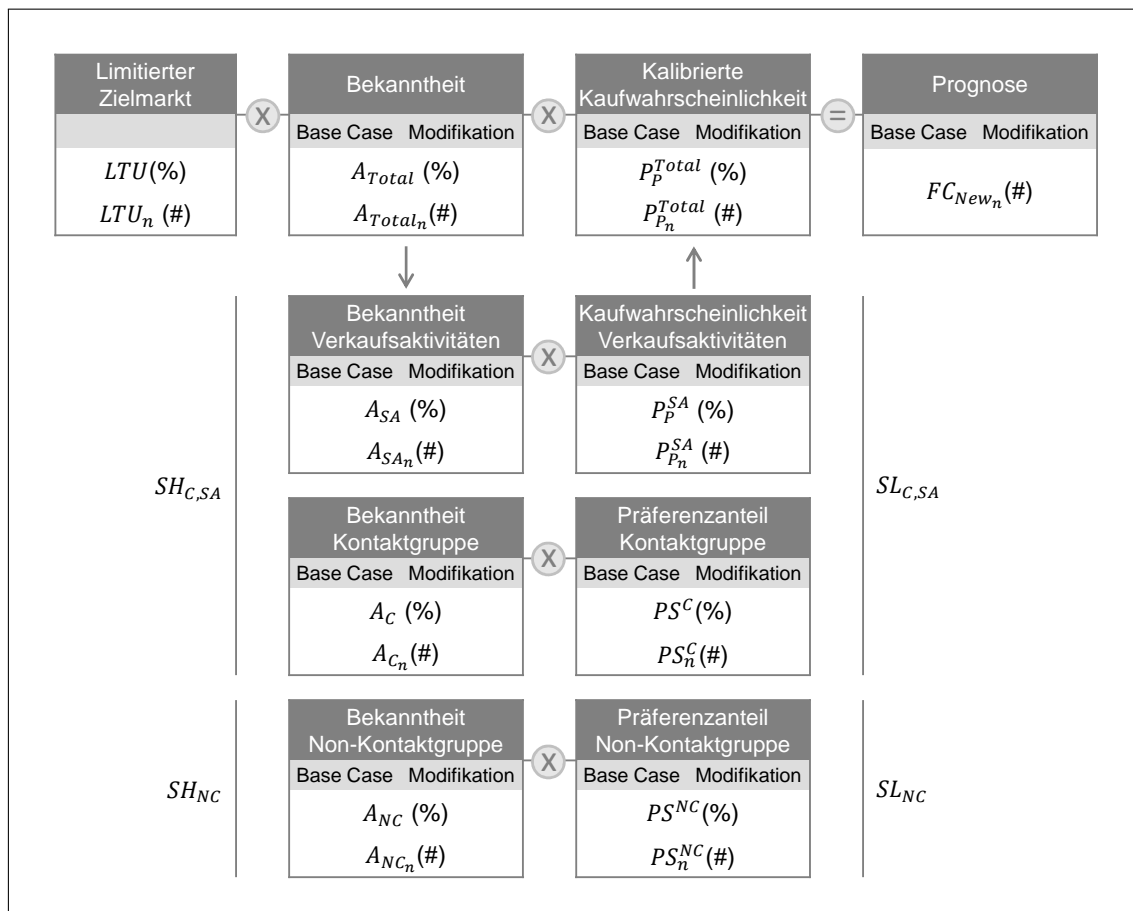 Limitierter
Zielmarkt
LTU(%)
LTU_n (#)
X
Bekanntheit
Base Case Modifikation
A_Total (%)
A_Total_n(#)
X
Kalibrierte
Kaufwahrscheinlichkeit
Base Case Modifikation
P_P^Total (%)
P_P_n^Total (#)
=
Prognose
Base Case Modifikation
FC_New_n(#)
SH_C,SA
Bekanntheit
Verkaufsaktivitäten
Base Case Modifikation
A_SA (%)
A_SA_n(#)
X
Kaufwahrscheinlichkeit
Verkaufsaktivitäten
Base Case Modifikation
P_P^SA (%)
P_P_n^SA (#)
SL_C,SA
Bekanntheit
Kontaktgruppe
Base Case Modifikation
A_C (%)
A_C_n(#)
X
Präferenzanteil
Kontaktgruppe
Base Case Modifikation
PS^C(%)
PS_n^C(#)
SH_NC
Bekanntheit
Non-Kontaktgruppe
Base Case Modifikation
A_NC (%)
A_NC_n(#)
X
Präferenzanteil
Non-Kontaktgruppe
Base Case Modifikation
PS^NC(%)
PS_n^NC(#)
SL_NC